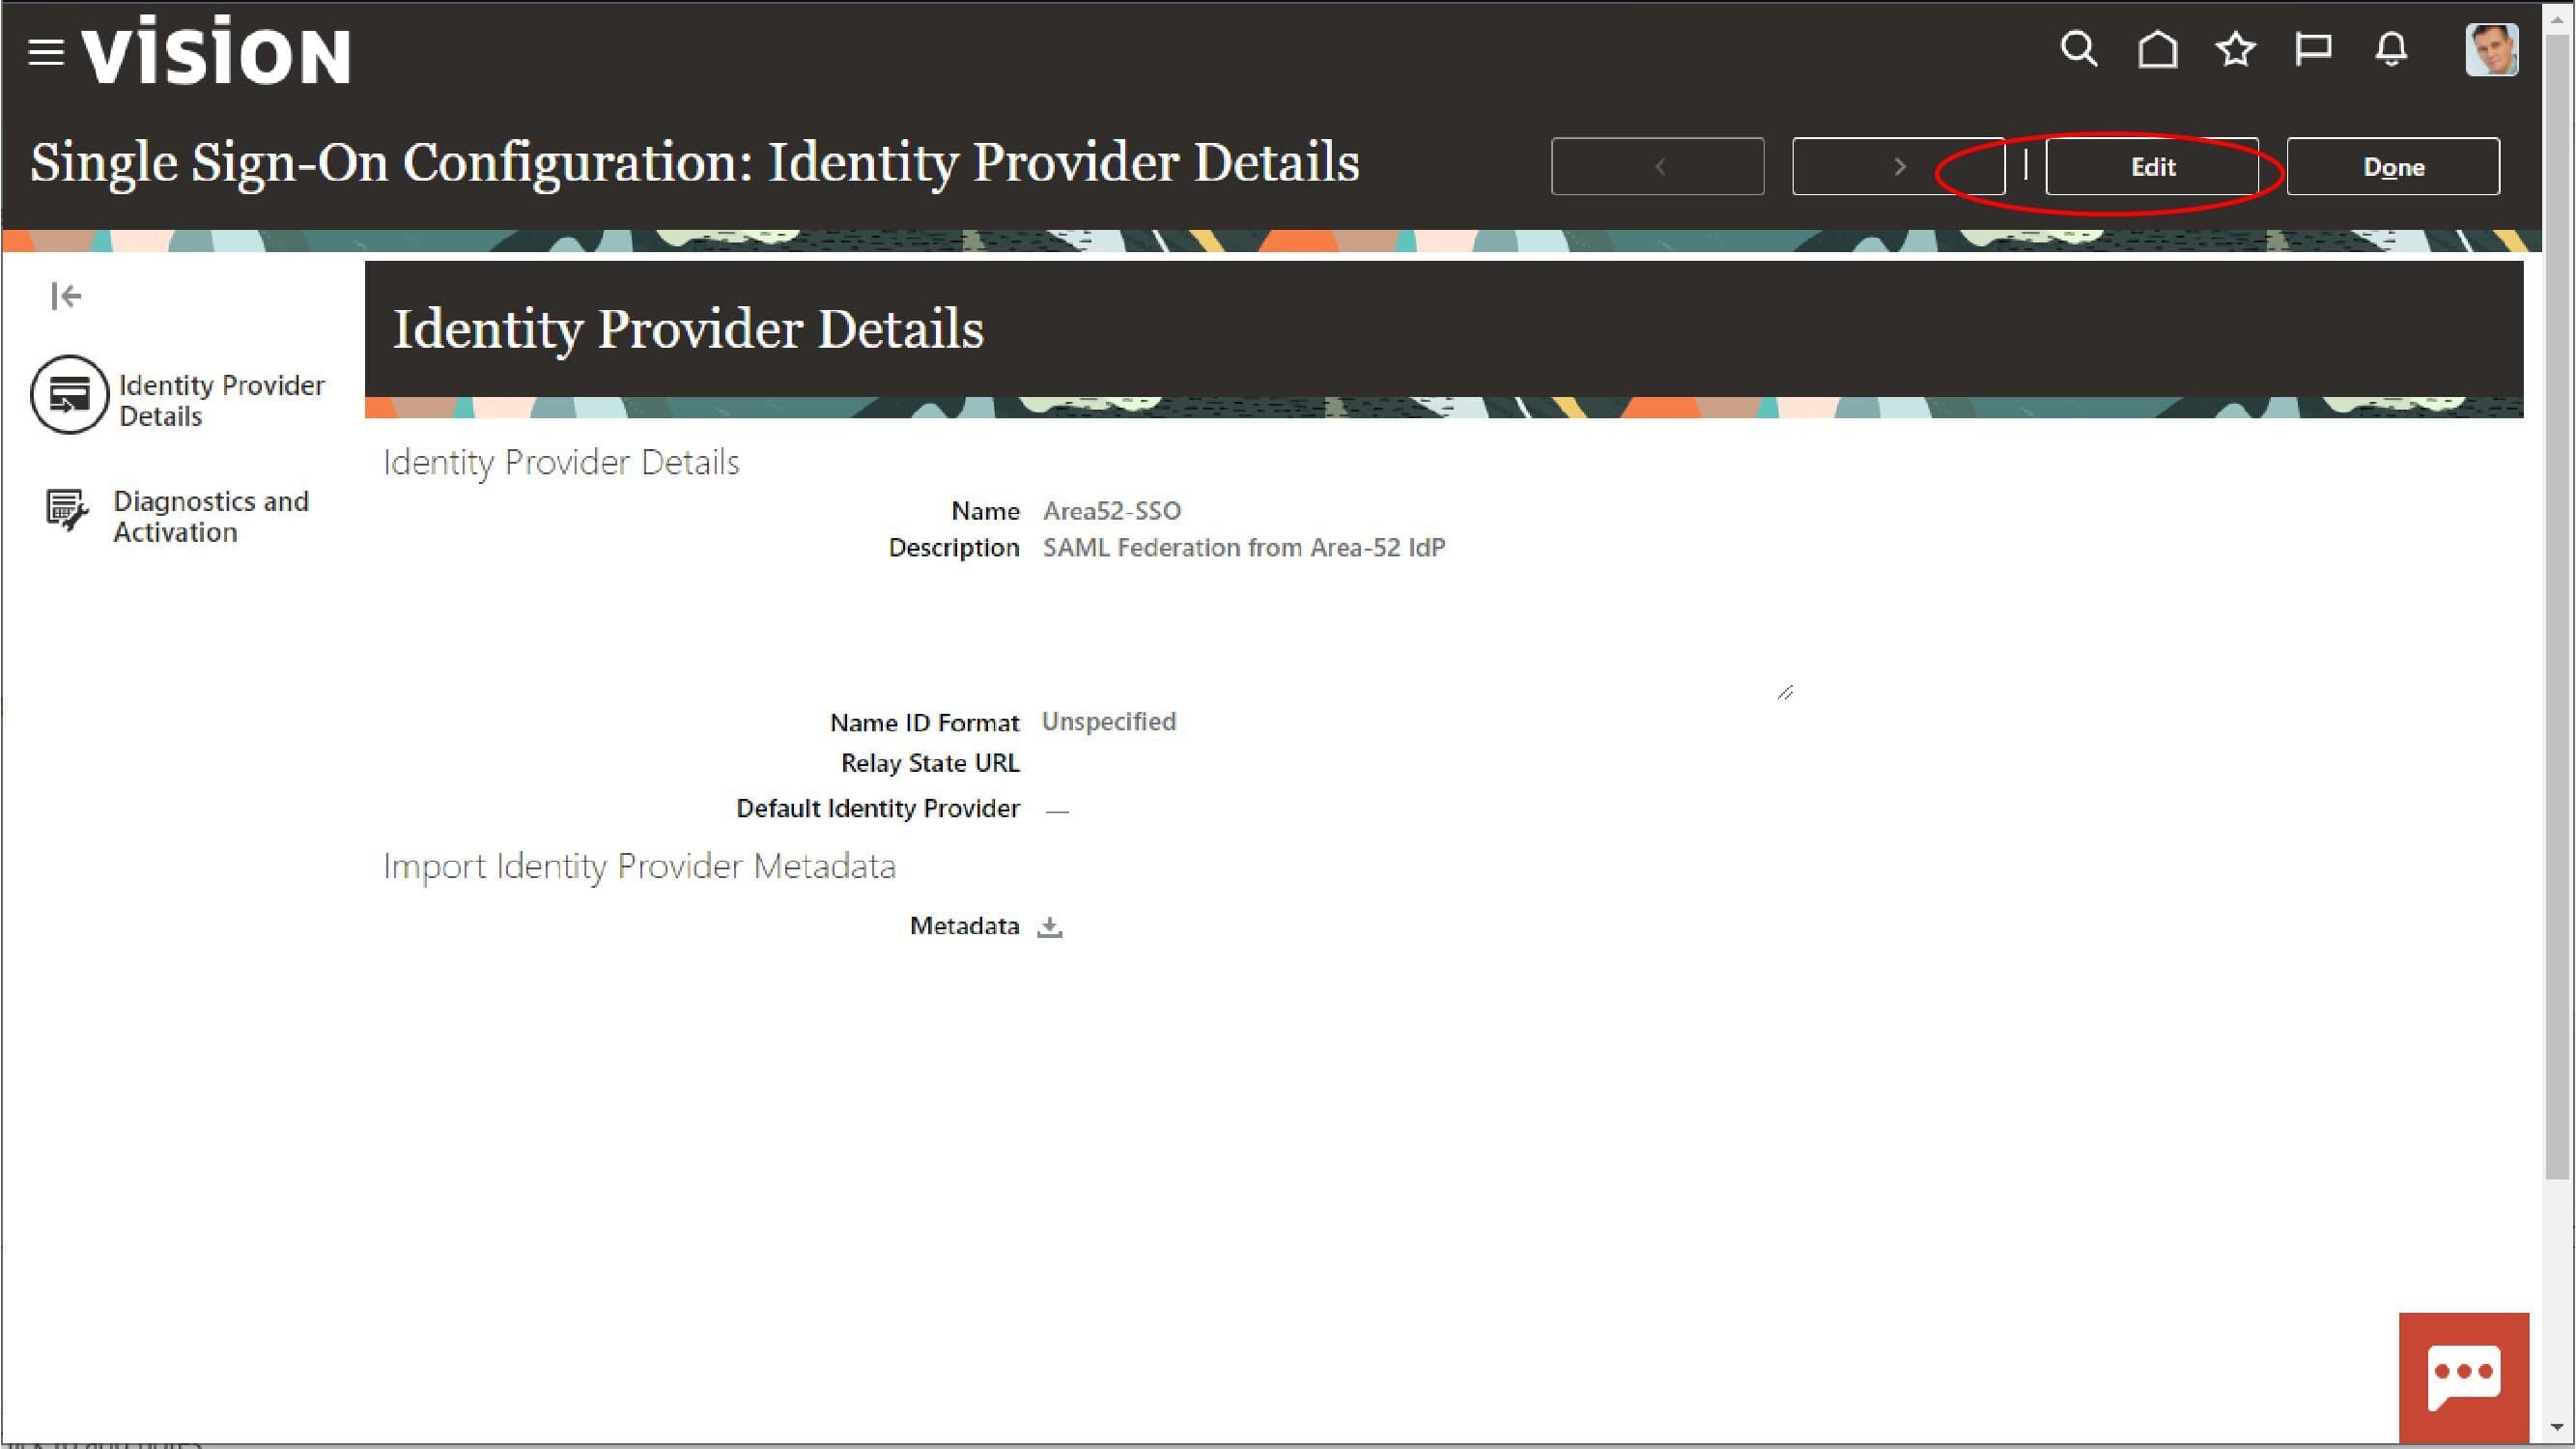 vision
Single Sign-On Configuration: Identity Provider Details
Edit
Done
Identity Provider Details
Identity Provider
Details
Diagnostics and
Activation
Identity Provider Details
Name Area52-SSO
Description SAML Federation from Area-52 IdP
Name ID Format Unspecified
Relay State URL
Default Identity Provider —
Import Identity Provider Metadata
Metadata